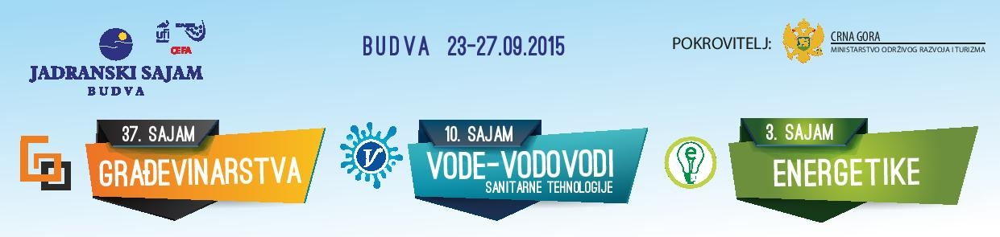 ufi
CEFA
JADRANSKI SAJAM
BUDVA
BUDVA 23-27.09.2015
POKROVITELJ:
CRNA GORA
MINISTARSTVO ODRŽIVOG RAZVOJA I TURIZMA
37. SAJAM
GRAĐEVINARSTVA
10. SAJAM
VODE-VODOVODI
SANITARNE TEHNOLOGIJE
3. SAJAM
e
ENERGETIKE